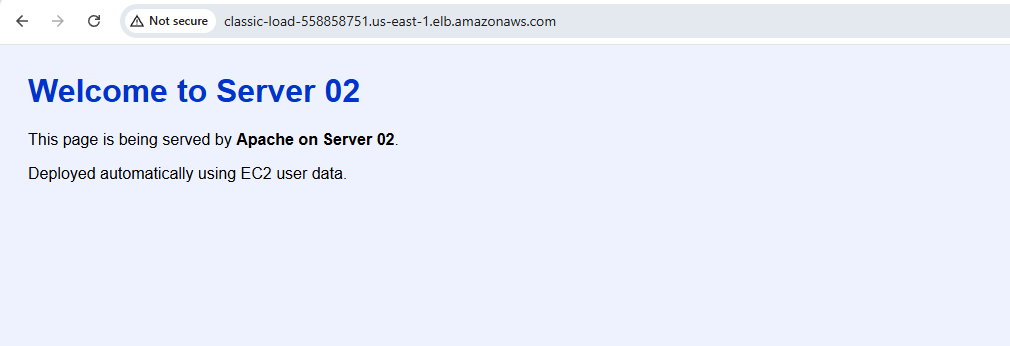 Not secure classic-load-558858751.us-east-1.elb.amazonaws.com
Welcome to Server 02
This page is being served by Apache on Server 02.
Deployed automatically using EC2 user data.